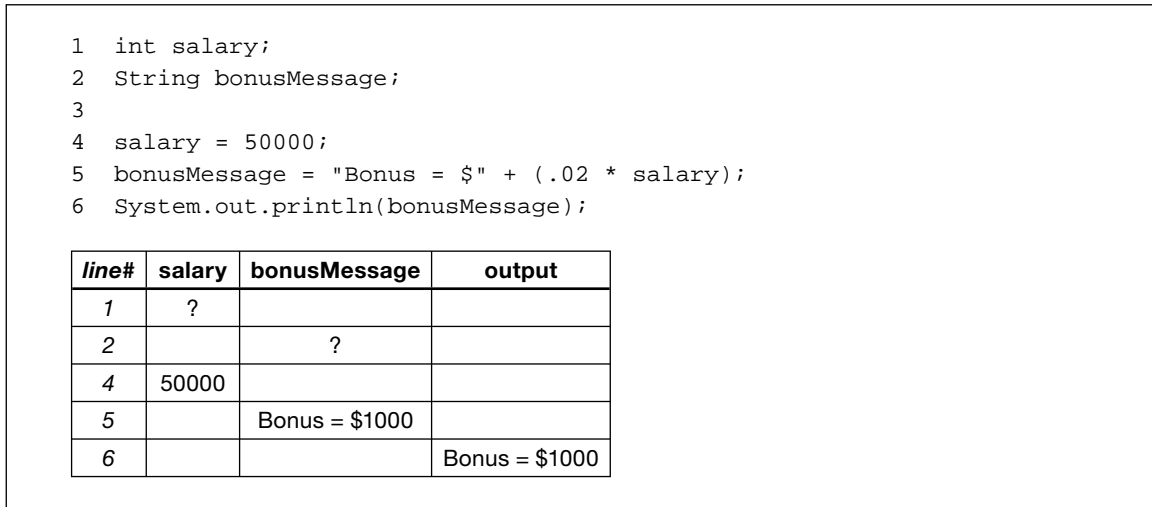 1 int salary;
2 String bonusMessage;
3
4 salary = 50000;
5 bonusMessage = "Bonus = $" + (.02 * salary);
6 System.out.println(bonusMessage);
line# salary bonusMessage output
1 ?
2 ?
4 50000
5 Bonus = $1000
6 Bonus = $1000